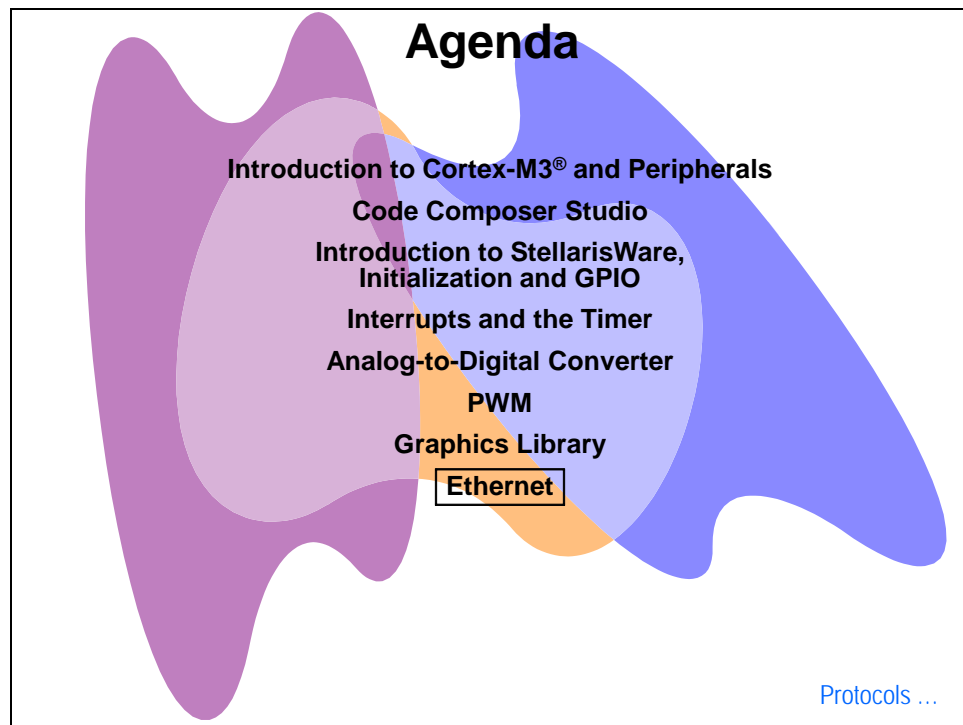 Agenda
Introduction to Cortex-M3® and Peripherals
Code Composer Studio
Introduction to StellarisWare,
Initialization and GPIO
Interrupts and the Timer
Analog-to-Digital Converter
PWM
Graphics Library
Ethernet
Protocols ...